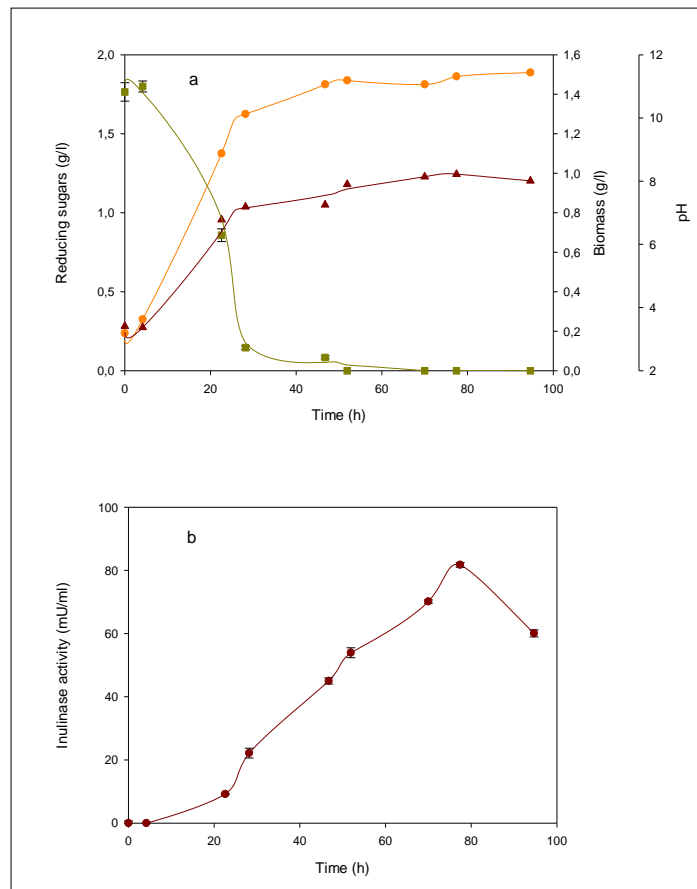 a
Reducing sugars (g/l)
2,0
1,5
1,0
0,5
0,0
0 20 40 60 80 100
Time (h)
1,6
1,4
1,2
1,0
0,8
0,6
0,4
0,2
0,0
Biomass (g/l)
12
10
8
6
4
2
pH
b
Inulinase activity (mU/ml)
100
80
60
40
20
0
0 20 40 60 80 100
Time (h)